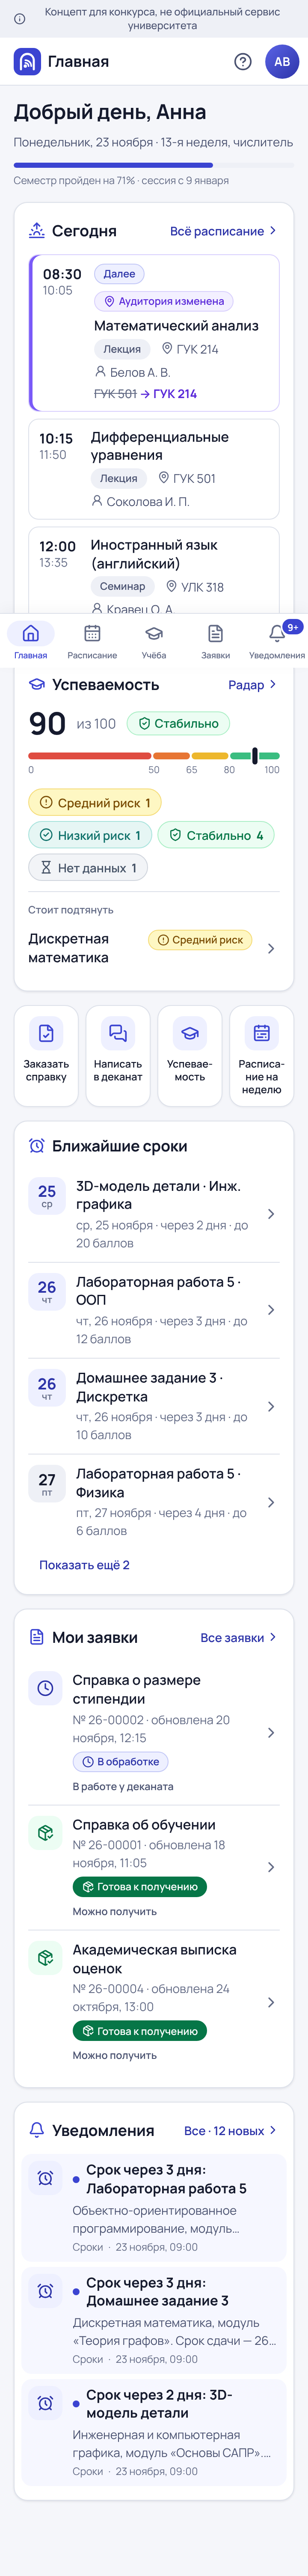 Концепт для конкурса, не официальный сервис
университета
Главная
АВ
Добрый день, Анна
Понедельник, 23 ноября · 13-я неделя, числитель
Семестр пройден на 71% · сессия с 9 января
Сегодня
Всё расписание
08:30
10:05
Далее
Аудитория изменена
Математический анализ
Лекция
ГУК 214
Белов А. В.
ГУК 501 → ГУК 214
10:15
11:50
Дифференциальные
уравнения
Лекция
ГУК 501
Соколова И. П.
12:00
13:35
Иностранный язык
(английский)
Семинар
УЛК 318
Кравец О. А.
9+
Главная
Расписание
Учёба
Заявки
Уведомления
Успеваемость
Радар
90 из 100
Стабильно
0 50 65 80 100
Средний риск 1
Низкий риск 1
Стабильно 4
Нет данных 1
Стоит подтянуть
Дискретная
математика
Средний риск
Заказать
справку
Написать
в деканат
Успевае-
мость
Расписа-
ние на
неделю
Ближайшие сроки
25
ср
3D-модель детали · Инж.
графика
ср, 25 ноября · через 2 дня · до
20 баллов
26
чт
Лабораторная работа 5 ·
ООП
чт, 26 ноября · через 3 дня · до
12 баллов
26
чт
Домашнее задание 3 ·
Дискретка
чт, 26 ноября · через 3 дня · до
10 баллов
27
пт
Лабораторная работа 5 ·
Физика
пт, 27 ноября · через 4 дня · до
6 баллов
Показать ещё 2
Мои заявки
Все заявки
Справка о размере
стипендии
№ 26-00002 · обновлена 20
ноября, 12:15
В обработке
В работе у деканата
Справка об обучении
№ 26-00001 · обновлена 18
ноября, 11:05
Готова к получению
Можно получить
Академическая выписка
оценок
№ 26-00004 · обновлена 24
октября, 13:00
Готова к получению
Можно получить
Уведомления
Все · 12 новых
Срок через 3 дня:
Лабораторная работа 5
Объектно-ориентированное
программирование, модуль...
Сроки · 23 ноября, 09:00
Срок через 3 дня:
Домашнее задание 3
Дискретная математика, модуль
«Теория графов». Срок сдачи — 26...
Сроки · 23 ноября, 09:00
Срок через 2 дня: 3D-
модель детали
Инженерная и компьютерная
графика, модуль «Основы САПР»....
Сроки · 23 ноября, 09:00